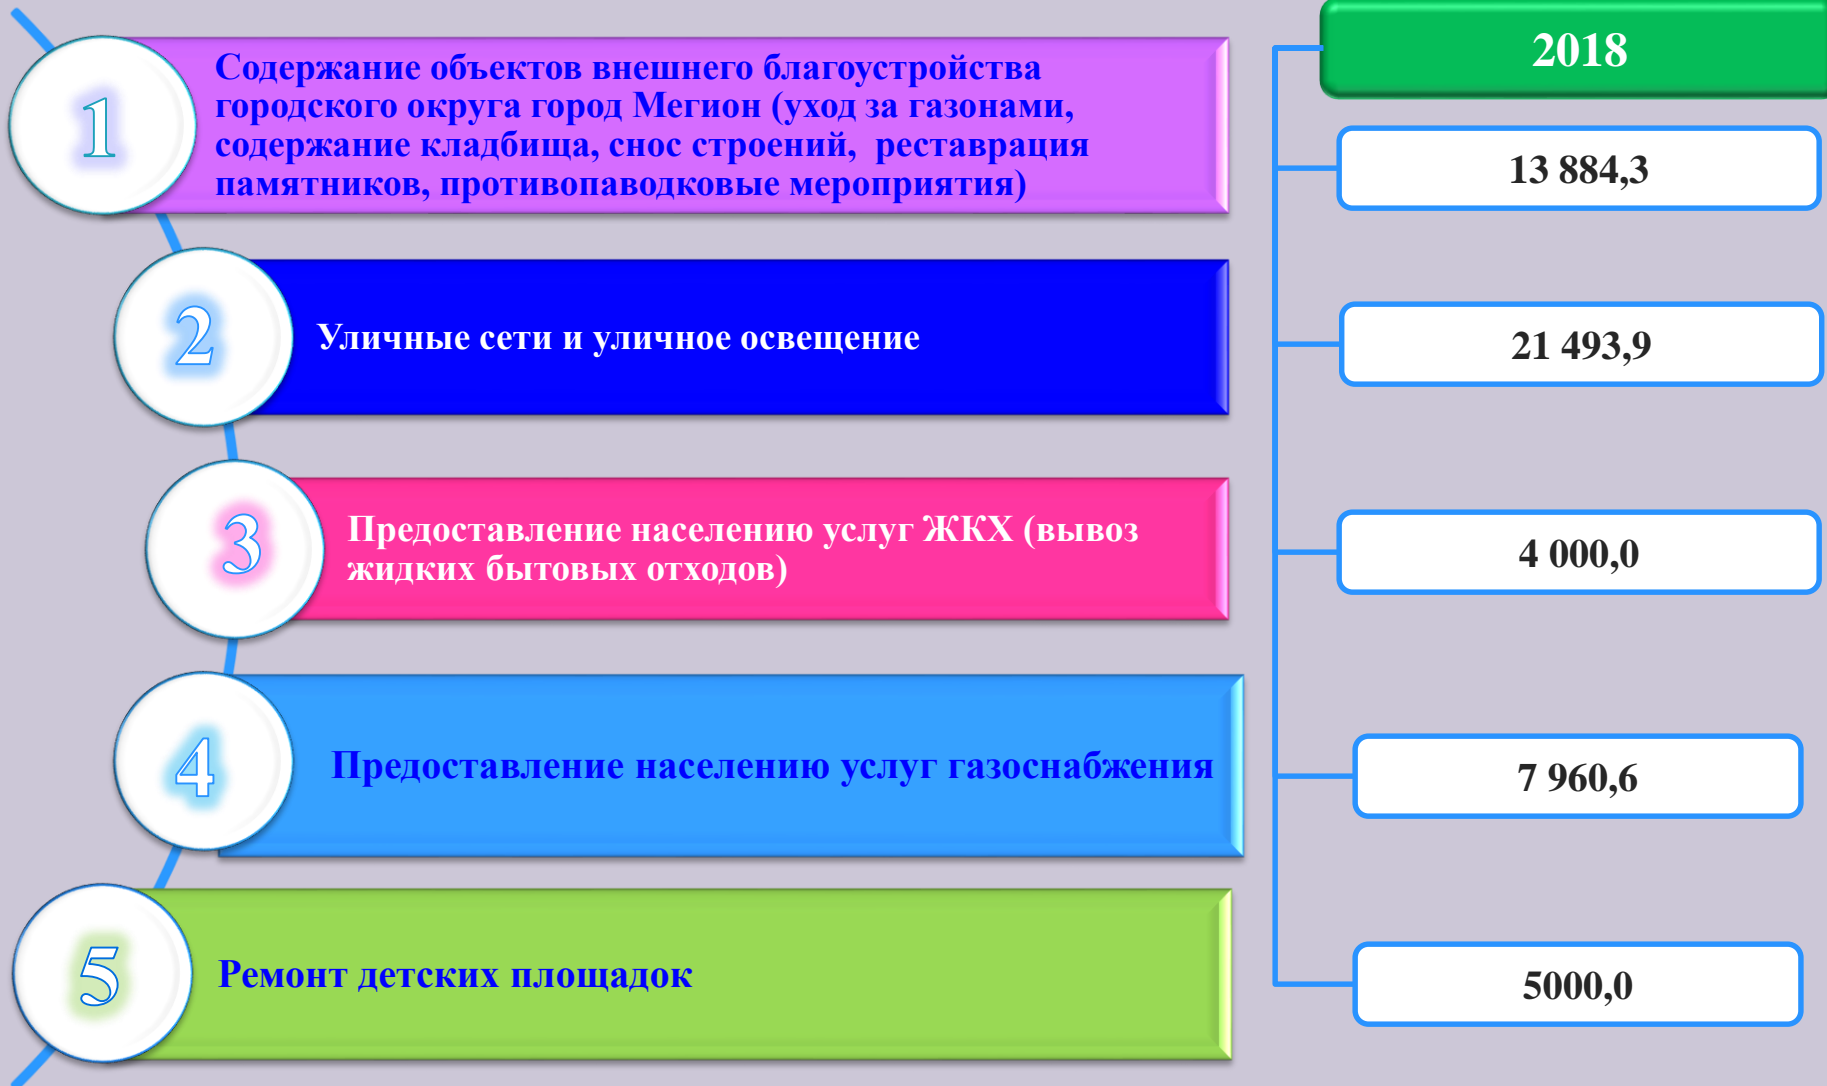 2018
1
Содержание объектов внешнего благоустройства
городского округа город Мегион (уход за газонами,
содержание кладбища, снос строений, реставрация
памятников, противопаводковые мероприятия)
13 884,3
2
Уличные сети и уличное освещение
21 493,9
3
Предоставление населению услуг ЖКХ (вывоз
жидких бытовых отходов)
4 000,0
4
Предоставление населению услуг газоснабжения
7 960,6
5
Ремонт детских площадок
5000,0